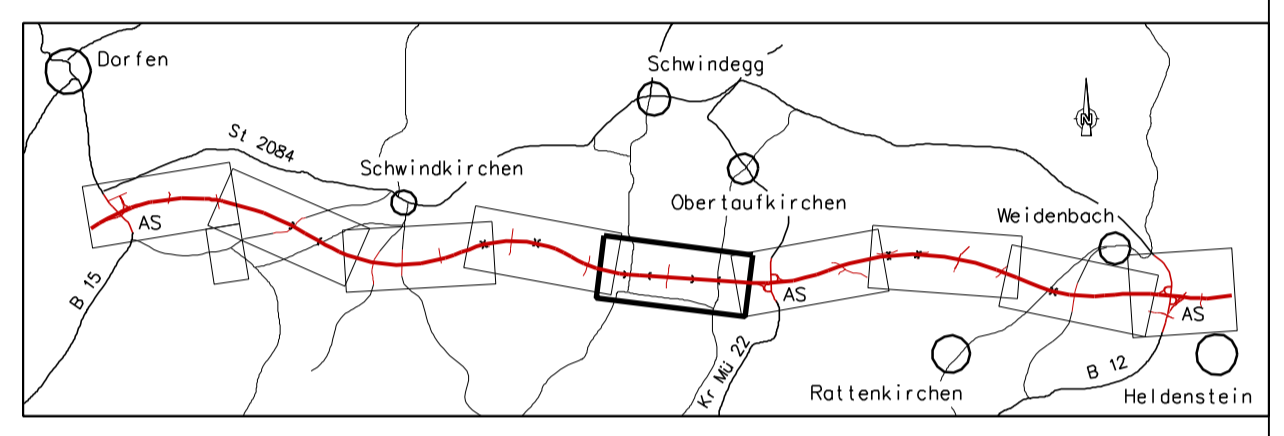 Dorfen
Schwindegg
N
St 2084
Schwindkirchen
Obertaufkirchen
Weidenbach
AS
B 15
AS
AS
Kr Mü 22
B 12
Rattenkirchen
Heldenstein